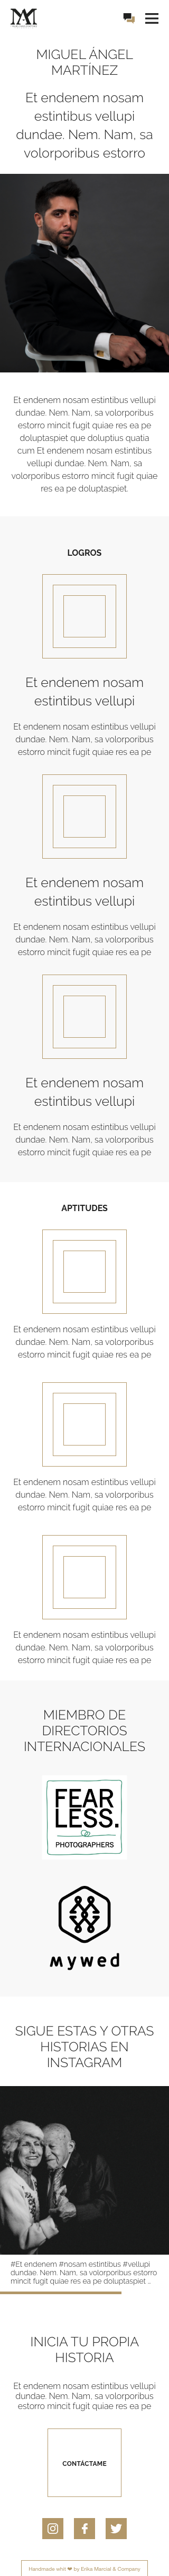 MIGUEL ÁNGEL
MARTÍNEZ
Et endenem nosam
estintibus vellupi
dundae. Nem. Nam, sa
volorporibus estorro
Et endenem nosam estintibus vellupi
dundae. Nem. Nam, sa volorporibus
estorro mincit fugit quiae res ea pe
doluptaspiet que doluptius quatia
cum Et endenem nosam estintibus
vellupi dundae. Nem. Nam, sa
volorporibus estorro mincit fugit quiae
res ea pe doluptaspiet.
LOGROS
Et endenem nosam
estintibus vellupi
Et endenem nosam estintibus vellupi
dundae. Nem. Nam, sa volorporibus
estorro mincit fugit quiae res ea pe
Et endenem nosam
estintibus vellupi
Et endenem nosam estintibus vellupi
dundae. Nem. Nam, sa volorporibus
estorro mincit fugit quiae res ea pe
Et endenem nosam
estintibus vellupi
Et endenem nosam estintibus vellupi
dundae. Nem. Nam, sa volorporibus
estorro mincit fugit quiae res ea pe
APTITUDES
Et endenem nosam estintibus vellupi
dundae. Nem. Nam, sa volorporibus
estorro mincit fugit quiae res ea pe
Et endenem nosam estintibus vellupi
dundae. Nem. Nam, sa volorporibus
estorro mincit fugit quiae res ea pe
Et endenem nosam estintibus vellupi
dundae. Nem. Nam, sa volorporibus
estorro mincit fugit quiae res ea pe
MIEMBRO DE
DIRECTORIOS
INTERNACIONALES
FEAR
LESS.
PHOTOGRAPHERS
mywed
SIGUE ESTAS Y OTRAS
HISTORIAS EN
INSTAGRAM
#Et endenem #nosam estintibus #vellupi
dundae. Nem. Nam, sa volorporibus estorro
mincit fugit quiae res ea pe doluptaspiet ..
INICIA TU PROPIA
HISTORIA
Et endenem nosam estintibus vellupi
dundae. Nem. Nam, sa volorporibus
estorro mincit fugit quiae res ea pe
CONTÁCTAME
Handmade whit ❤ by Erika Marcial & Company